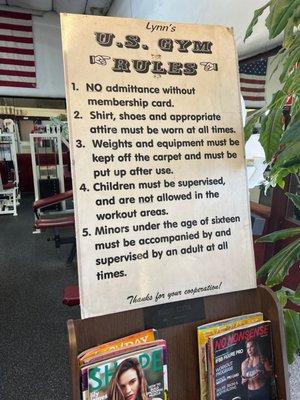 Lynn's
U.S. GYM
RULES
1. NO admittance without
membership card.
2. Shirt, shoes and appropriate
attire must be worn at all times.
3. Weights and equipment must be
kept off the carpet and must be
put up after use.
4. Children must be supervised,
and are not allowed in the
workout areas.
5. Minors under the age of sixteen
must be accompanied by and
supervised by an adult at all
times.
Thanks for your cooperation!
SHAPE
NONSENSE!
FIGURE PRO
WORKOUT
PROGRAM